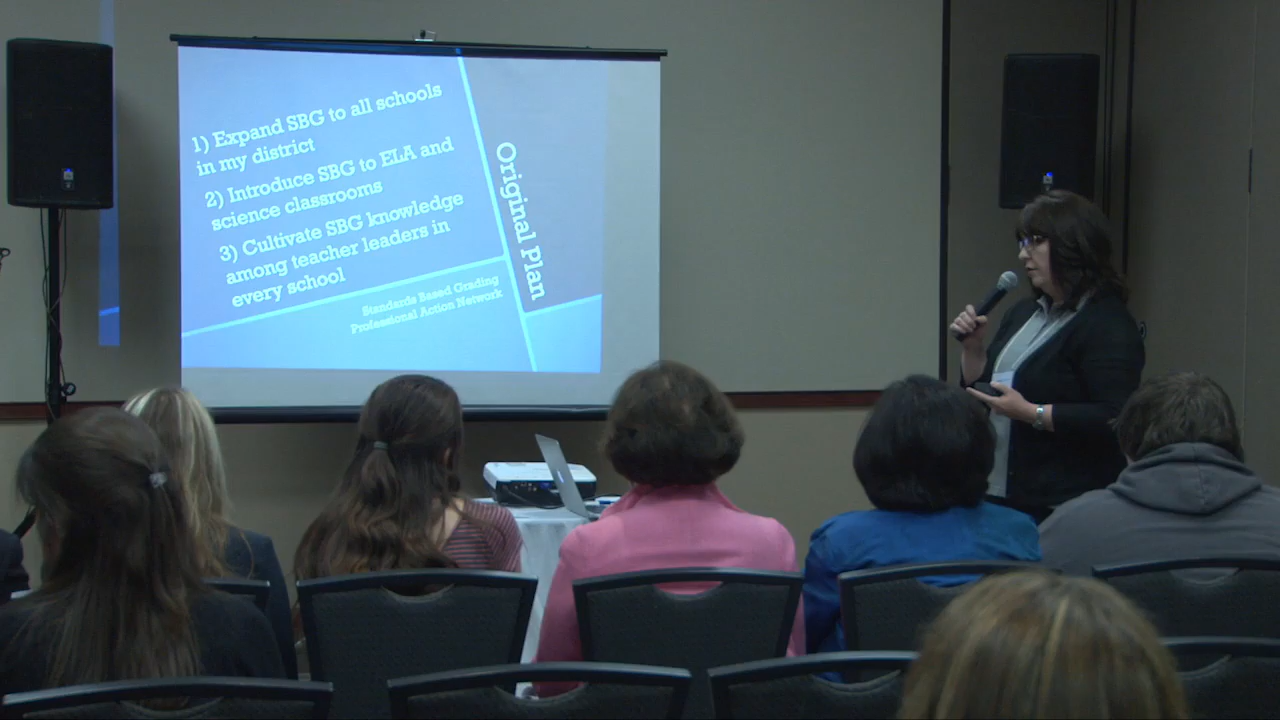 1) Expand SBG to all schools
in my district
2) Introduce SBG to ELA and
science classrooms
3) Cultivate SBG knowledge
among teacher leaders in
every school
Original Plan
Standards Based Grading
Professional Action Network